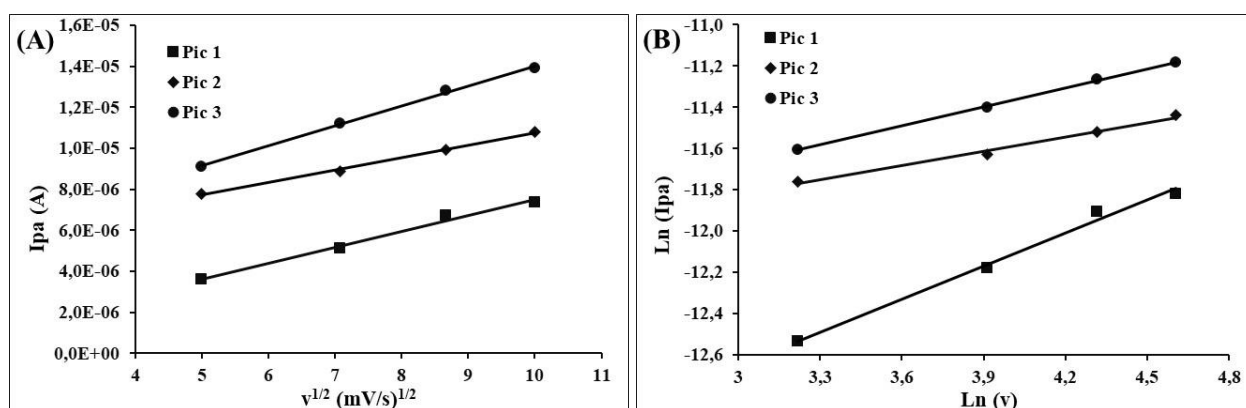 (A)
Pic 1
Pic 2
Pic 3
1,6E-05
1,4E-05
1,2E-05
1,0E-05
8,0E-06
6,0E-06
4,0E-06
2,0E-06
0,0E+00
Ipa (A)
4 5 6 7 8 9 10 11
v1/2 (mV/s)1/2
(B)
Pic 1
Pic 2
Pic 3
-11,0
-11,2
-11,4
-11,6
-11,8
-12,0
-12,2
-12,4
-12,6
Ln (Ipa)
3 3,3 3,6 3,9 4,2 4,5 4,8
Ln (v)